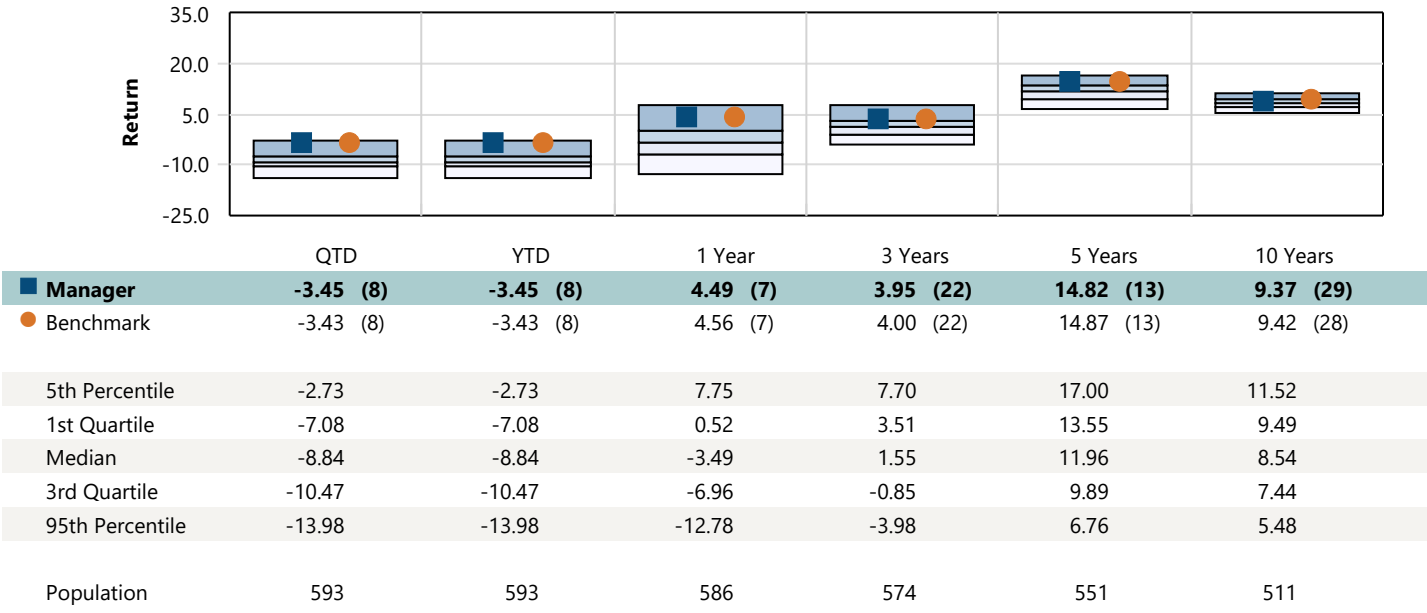 35.0
20.0
5.0
-10.0
-25.0
Return
QTD YTD 1 Year 3 Years 5 Years 10 Years
Manager -3.45 (8) -3.45 (8) 4.49 (7) 3.95 (22) 14.82 (13) 9.37 (29)
Benchmark -3.43 (8) -3.43 (8) 4.56 (7) 4.00 (22) 14.87 (13) 9.42 (28)
5th Percentile -2.73 -2.73 7.75 7.70 17.00 11.52
1st Quartile -7.08 -7.08 0.52 3.51 13.55 9.49
Median -8.84 -8.84 -3.49 1.55 11.96 8.54
3rd Quartile -10.47 -10.47 -6.96 -0.85 9.89 7.44
95th Percentile -13.98 -13.98 -12.78 -3.98 6.76 5.48
Population 593 593 586 574 551 511